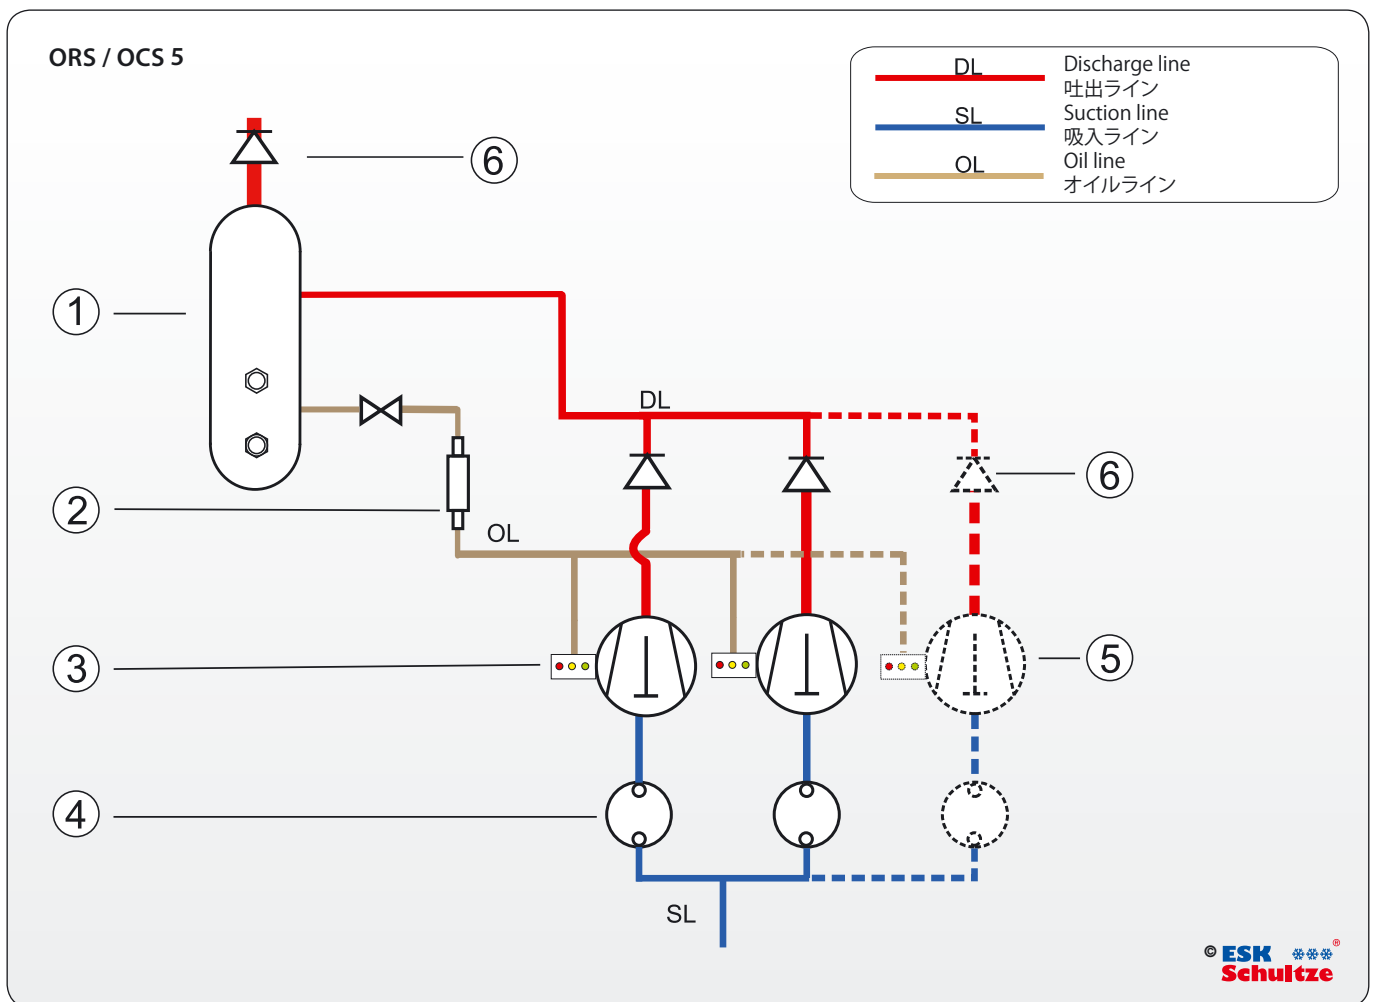 ORS / OCS 5
DL
Discharge line
吐出ライン
SL
Suction line
吸入ライン
OL
Oil line
オイルライン
6
1
DL
6
2
OL
3
5
4
SL
© ESK ®
Schultze